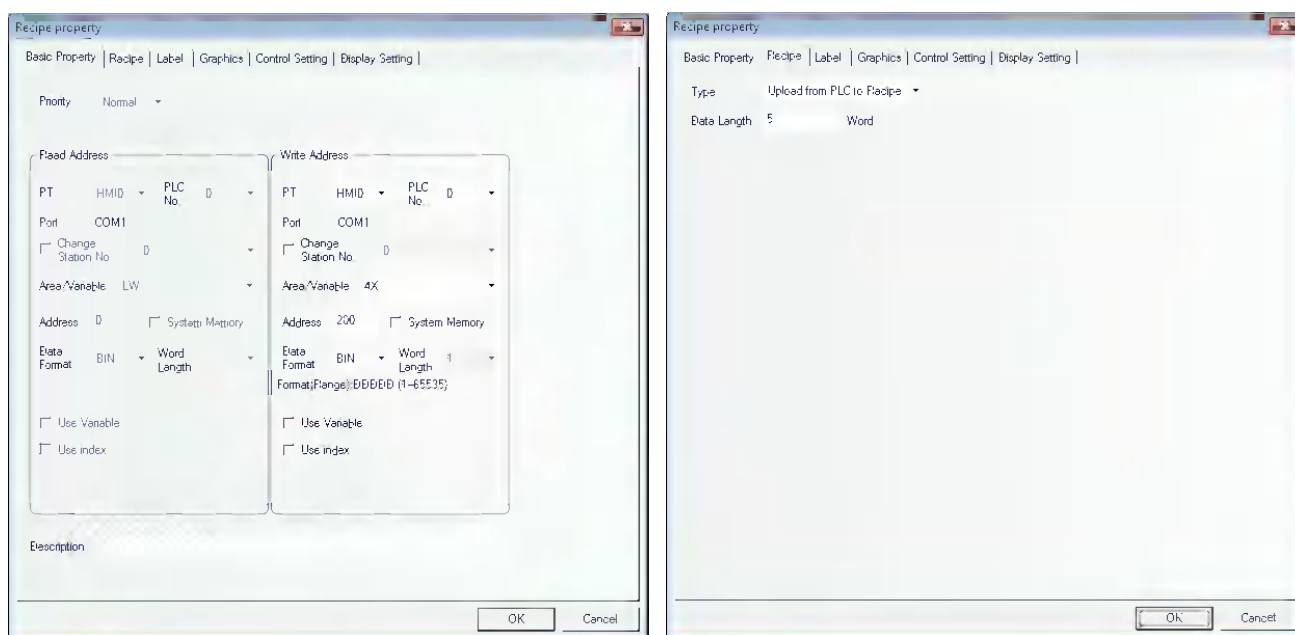 Recipe property
Basic Property | Recipe | Label | Graphics | Control Setting | Display Setting |
Priority Normal
Read Address
PT HMI0 PLC No. 0
Port COM1
Change Station No 0
Area/Variable LW
Address 0 System Memory
Data Format BIN Word Length
Use Variable
Use index
Write Address
PT HMI0 PLC No. 0
Port COM1
Change Station No. 0
Area/Variable 4X
Address 200 System Memory
Data Format BIN Word Length 1
Format(Range):DDDDD (1~65535)
Use Variable
Use index
Description
OK Cancel
Recipe property
Basic Property Recipe | Label | Graphics | Control Setting | Display Setting |
Type Upload from PLC to Recipe
Data Length 5 Word
OK Cancel